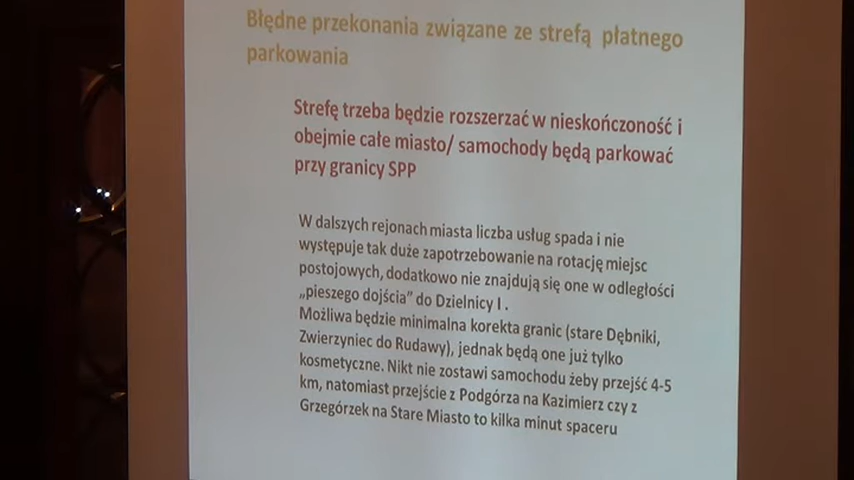 Błędne przekonania związane ze strefą płatnego
parkowania
Strefę trzeba będzie rozszerzać w nieskończoność i
obejmie całe miasto/ samochody będą parkować
przy granicy SPP
W dalszych rejonach miasta liczba usług spada i nie
występuje tak duże zapotrzebowanie na rotację miejsc
postojowych, dodatkowo nie znajdują się one w odległości
„pieszego dojścia” do Dzielnicy I .
Możliwa będzie minimalna korekta granic (stare Dębniki,
Zwierzyniec do Rudawy), jednak będą one już tylko
kosmetyczne. Nikt nie zostawi samochodu żeby przejść 4-5
km, natomiast przejście z Podgórza na Kazimierz czy z
Grzegórzek na Stare Miasto to kilka minut spaceru